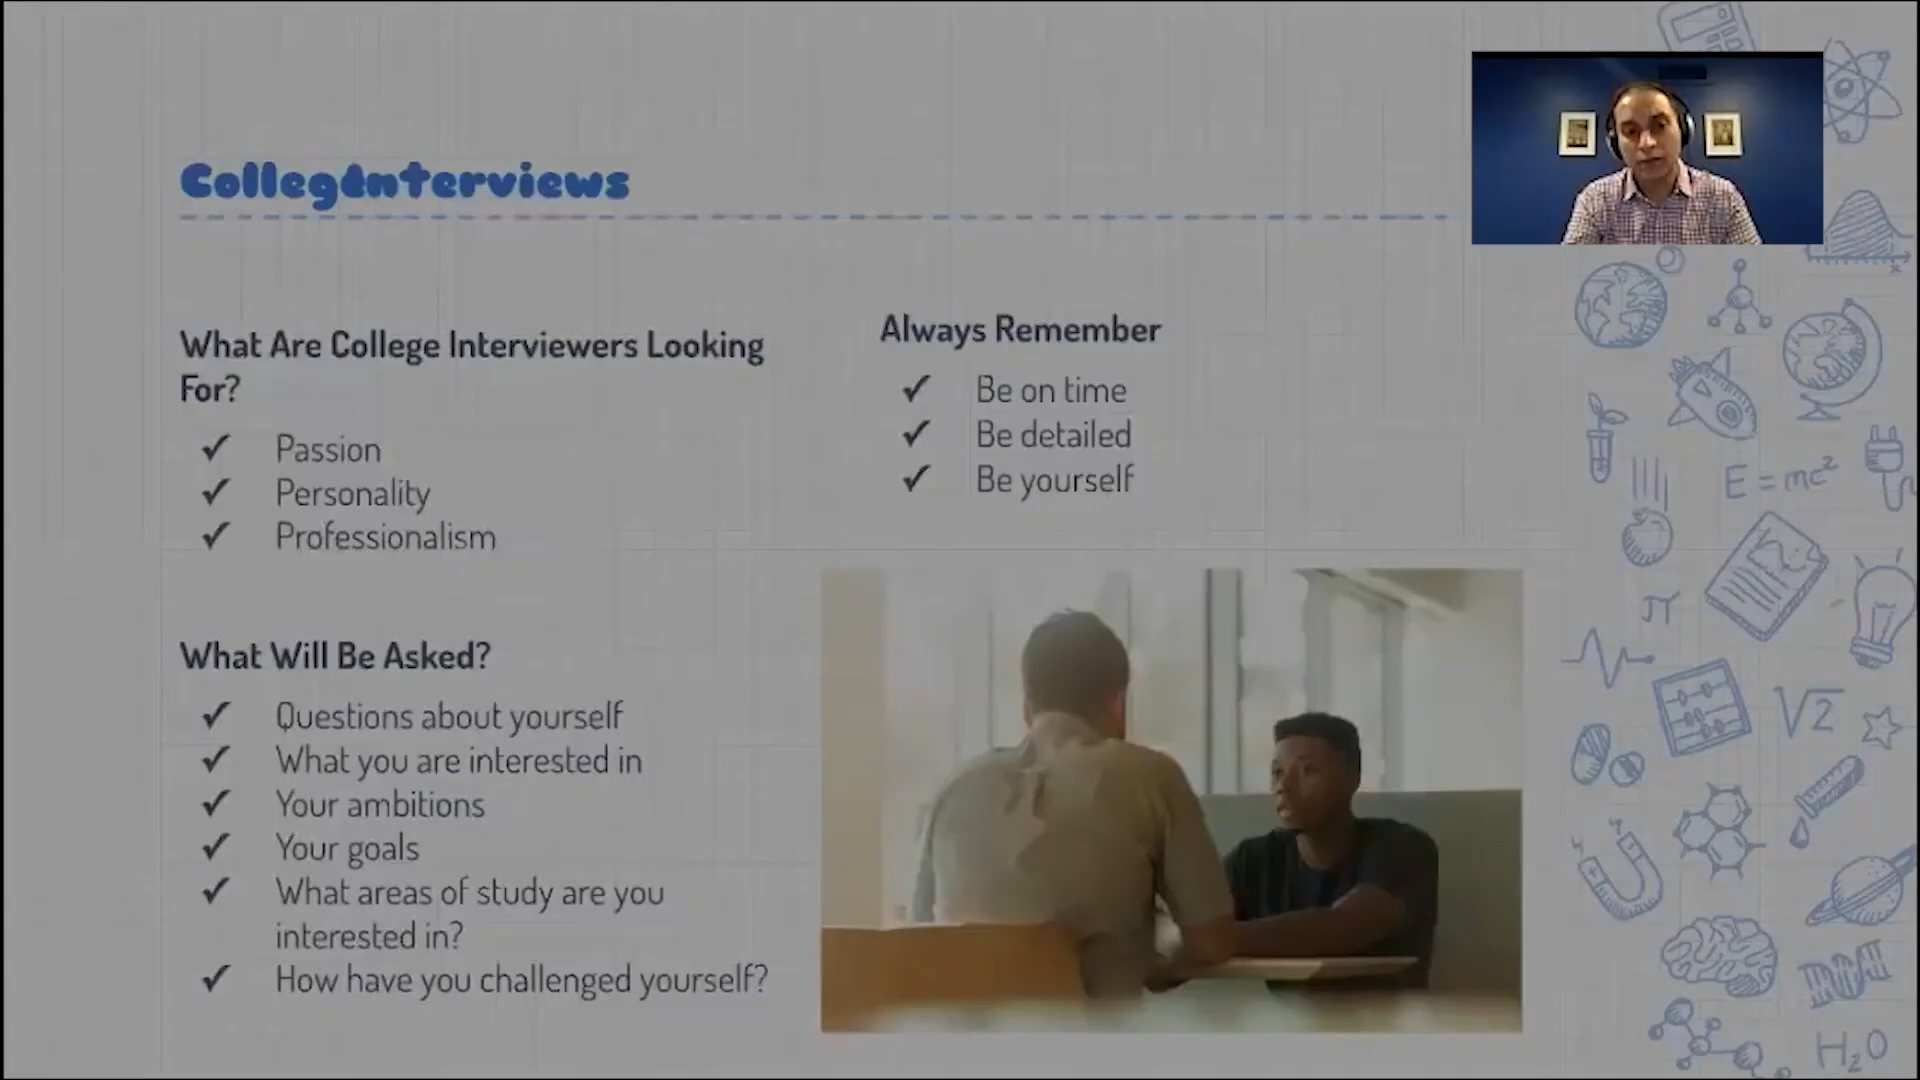 CollegeInterviews
What Are College Interviewers Looking
For?
✓ Passion
✓ Personality
✓ Professionalism
What Will Be Asked?
✓ Questions about yourself
✓ What you are interested in
✓ Your ambitions
✓ Your goals
✓ What areas of study are you
interested in?
✓ How have you challenged yourself?
Always Remember
✓ Be on time
✓ Be detailed
✓ Be yourself
E = mc²
π
√2
H₂O